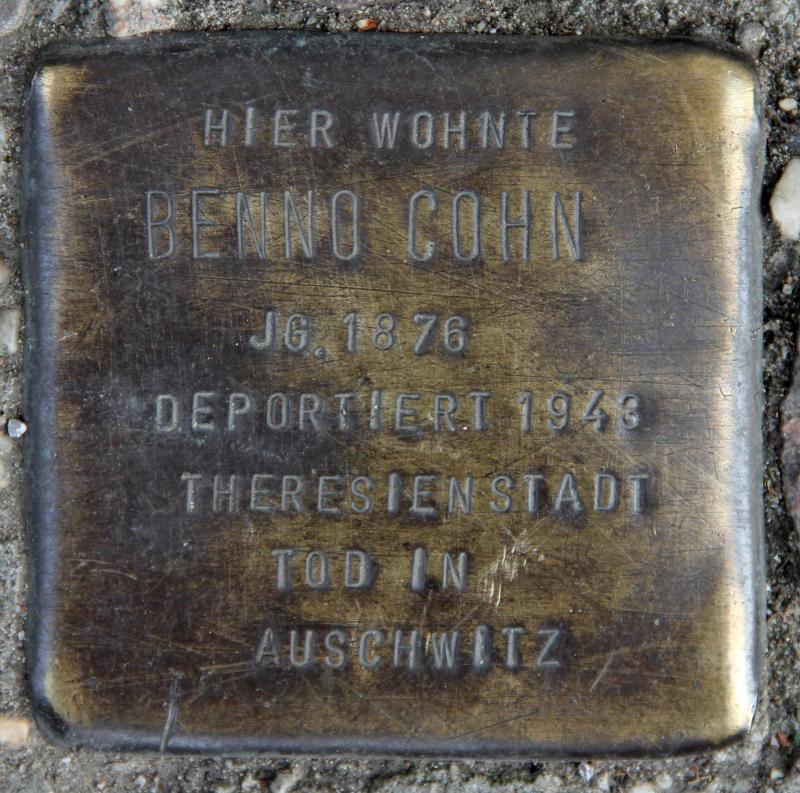 HIER WOHNTE
BENNO COHN
JG. 1876
DEPORTIERT 1943
THERESIENSTADT
TOD IN
AUSCHWITZ